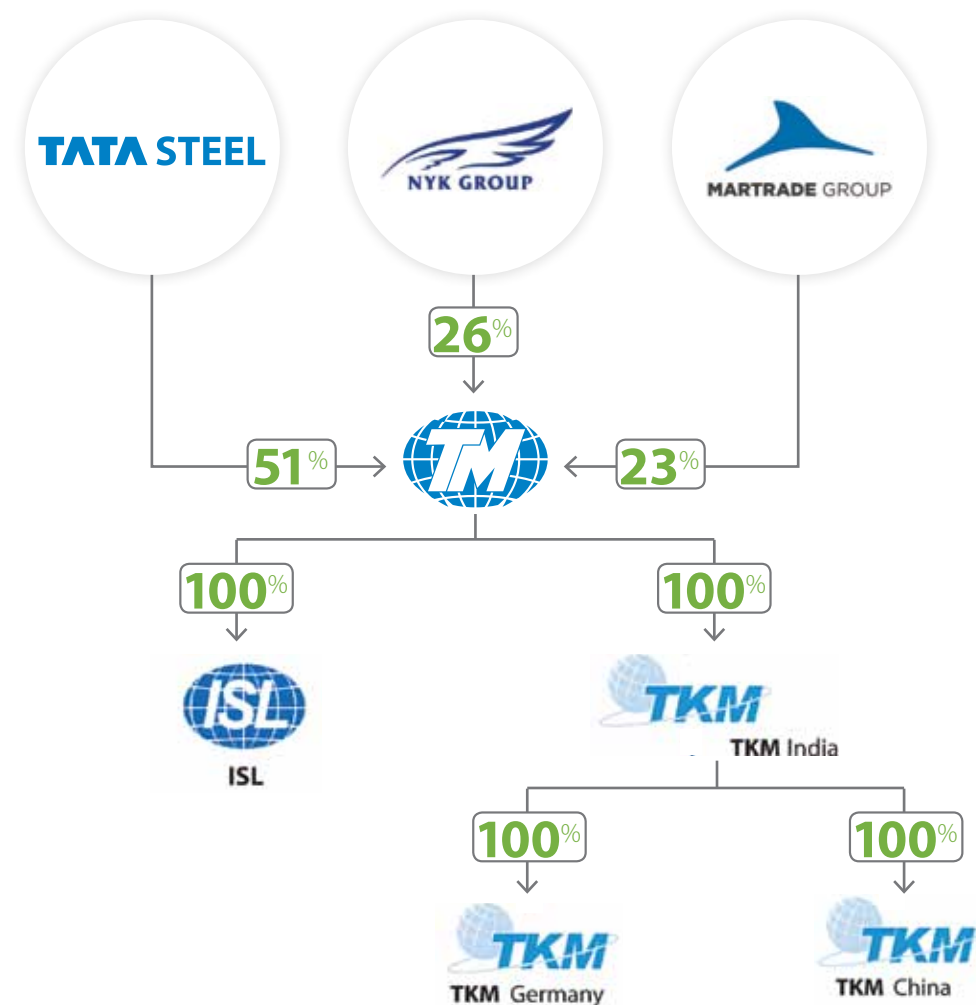 TATA STEEL
NYK GROUP
MARTRADE GROUP
26%
TM
51%
23%
100%
100%
ISL
TKM
TKM India
ISL
100%
100%
TKM
TKM
TKM Germany
TKM China